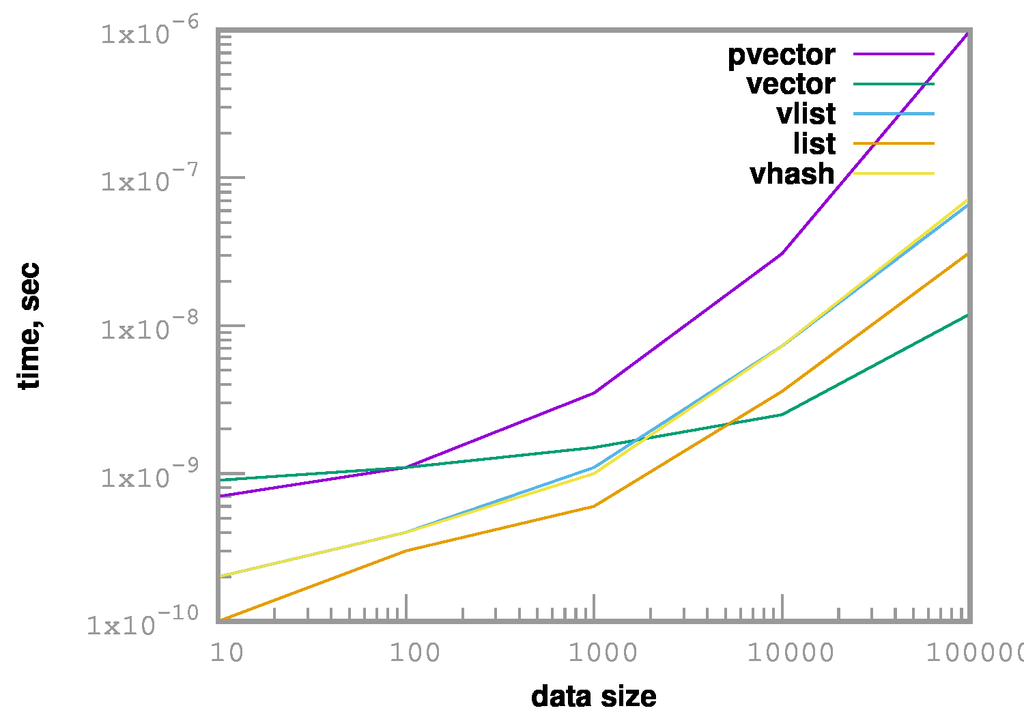 1x10^-6
1x10^-7
1x10^-8
1x10^-9
1x10^-10
time, sec
pvector
vector
vlist
list
vhash
10 100 1000 10000 100000
data size